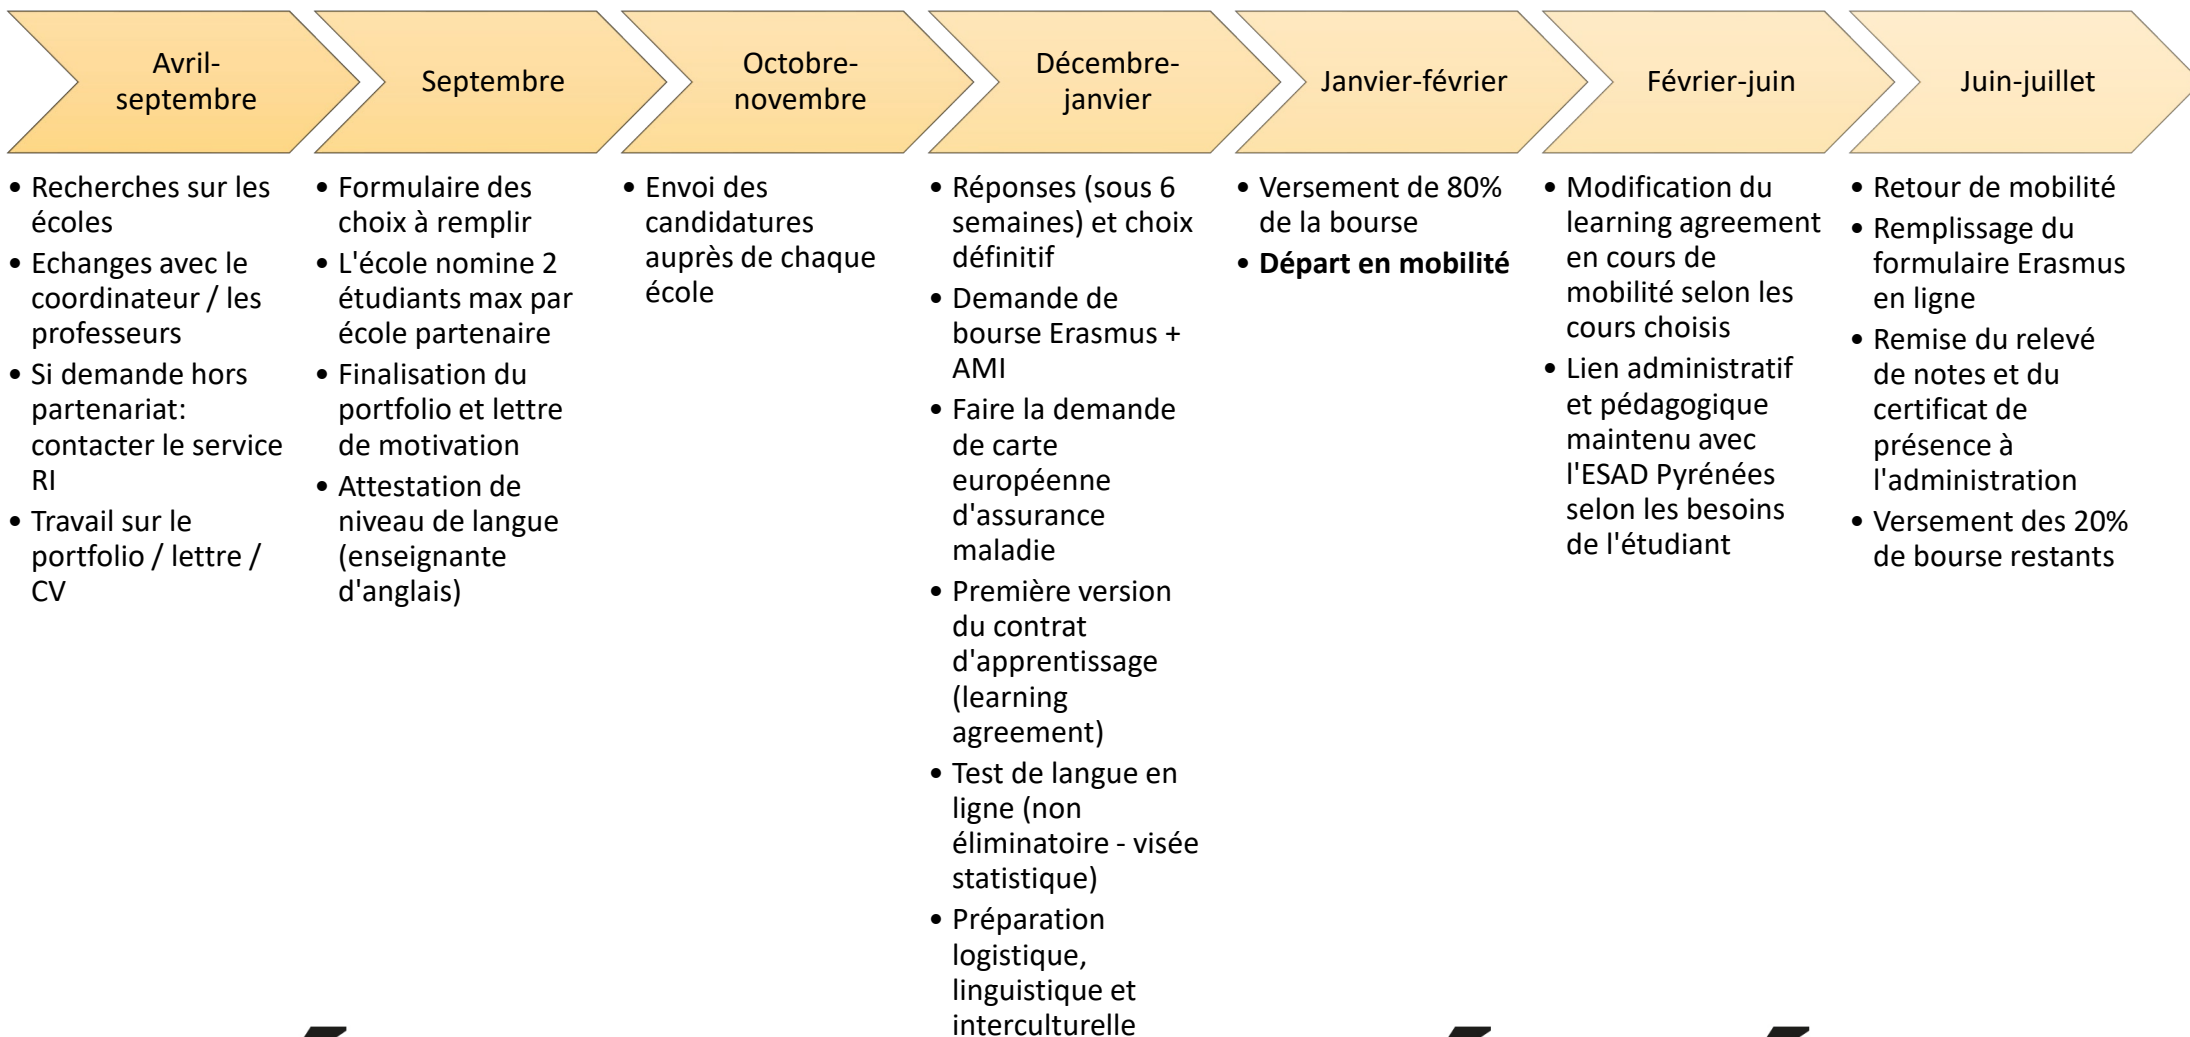 Avril-
septembre
Septembre
Octobre-
novembre
Décembre-
janvier
Janvier-février
Février-juin
Juin-juillet
• Recherches sur les
écoles
• Echanges avec le
coordinateur / les
professeurs
• Si demande hors
partenariat:
contacter le service
RI
• Travail sur le
portfolio / lettre /
CV
• Formulaire des
choix à remplir
• L'école nomine 2
étudiants max par
école partenaire
• Finalisation du
portfolio et lettre
de motivation
• Attestation de
niveau de langue
(enseignante
d'anglais)
• Envoi des
candidatures
auprès de chaque
école
• Réponses (sous 6
semaines) et choix
définitif
• Demande de
bourse Erasmus +
AMI
• Faire la demande
de carte
européenne
d'assurance
maladie
• Première version
du contrat
d'apprentissage
(learning
agreement)
• Test de langue en
ligne (non
éliminatoire - visée
statistique)
• Préparation
logistique,
linguistique et
interculturelle
• Versement de 80%
de la bourse
• Départ en mobilité
• Modification du
learning agreement
en cours de
mobilité selon les
cours choisis
• Lien administratif
et pédagogique
maintenu avec
l'ESAD Pyrénées
selon les besoins
de l'étudiant
• Retour de mobilité
• Remplissage du
formulaire Erasmus
en ligne
• Remise du relevé
de notes et du
certificat de
présence à
l'administration
• Versement des 20%
de bourse restants